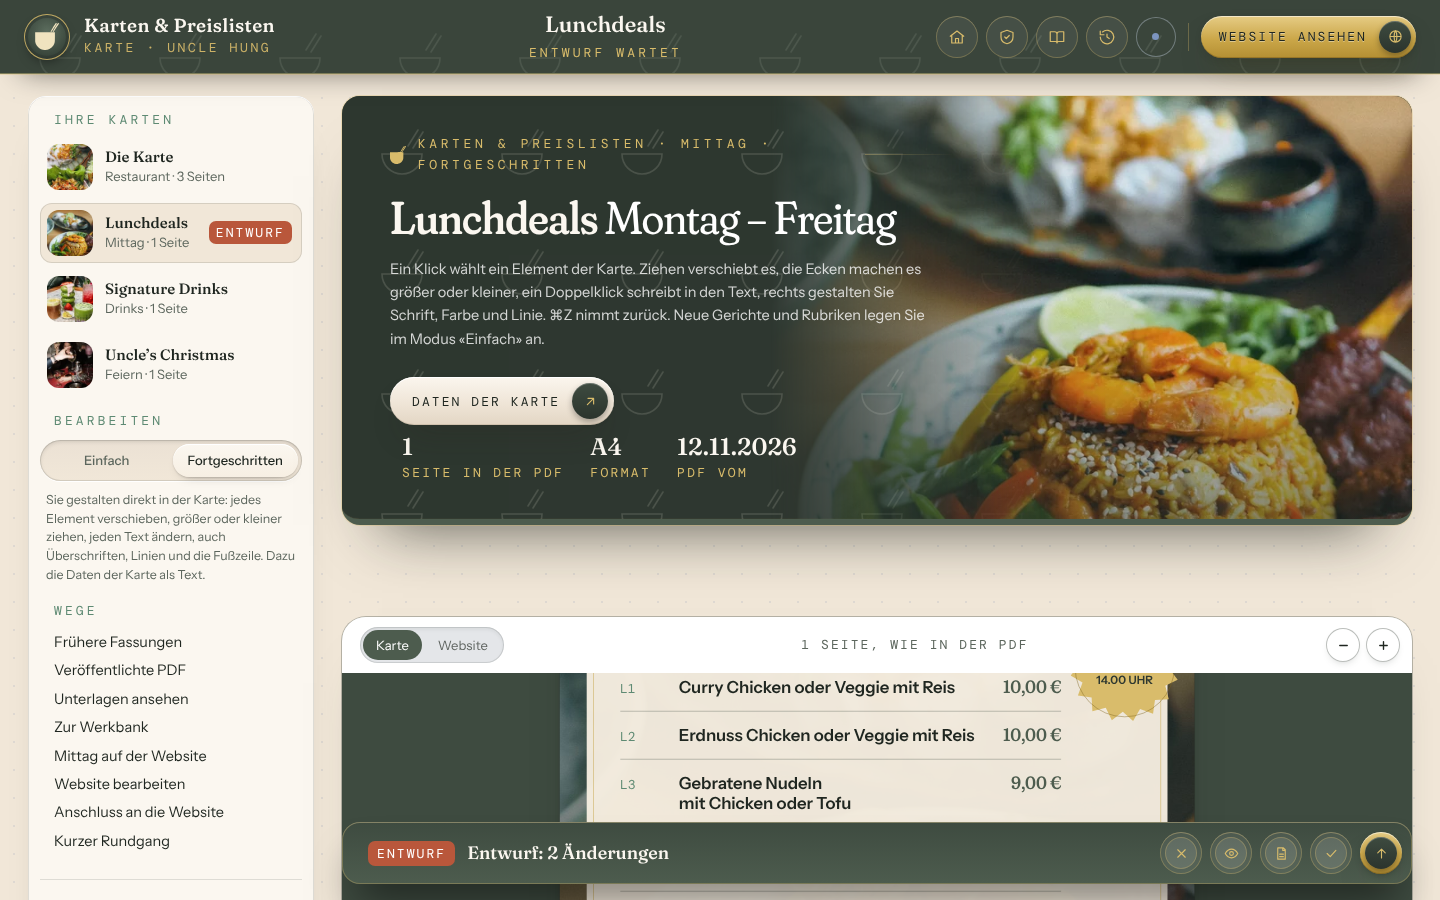 Karten & Preislisten
KARTE · UNCLE HUNG
Lunchdeals
ENTWURF WARTET
WEBSITE ANSEHEN
IHRE KARTEN
Die Karte
Restaurant · 3 Seiten
Lunchdeals
Mittag · 1 Seite
ENTWURF
Signature Drinks
Drinks · 1 Seite
Uncle’s Christmas
Feiern · 1 Seite
BEARBEITEN
Einfach
Fortgeschritten
Sie gestalten direkt in der Karte: jedes
Element verschieben, größer oder kleiner
ziehen, jeden Text ändern, auch
Überschriften, Linien und die Fußzeile. Dazu
die Daten der Karte als Text.
WEGE
Frühere Fassungen
Veröffentlichte PDF
Unterlagen ansehen
Zur Werkbank
Mittag auf der Website
Website bearbeiten
Anschluss an die Website
Kurzer Rundgang
KARTEN & PREISLISTEN · MITTAG ·
FORTGESCHRITTEN
Lunchdeals Montag – Freitag
Ein Klick wählt ein Element der Karte. Ziehen verschiebt es, die Ecken machen es
größer oder kleiner, ein Doppelklick schreibt in den Text, rechts gestalten Sie
Schrift, Farbe und Linie. ⌘Z nimmt zurück. Neue Gerichte und Rubriken legen Sie
im Modus «Einfach» an.
DATEN DER KARTE
1
SEITE IN DER PDF
A4
FORMAT
12.11.2026
PDF VOM
Karte
Website
1 SEITE, WIE IN DER PDF
14.00 UHR
L1 Curry Chicken oder Veggie mit Reis 10,00 €
L2 Erdnuss Chicken oder Veggie mit Reis 10,00 €
L3 Gebratene Nudeln 9,00 €
mit Chicken oder Tofu
ENTWURF
Entwurf: 2 Änderungen